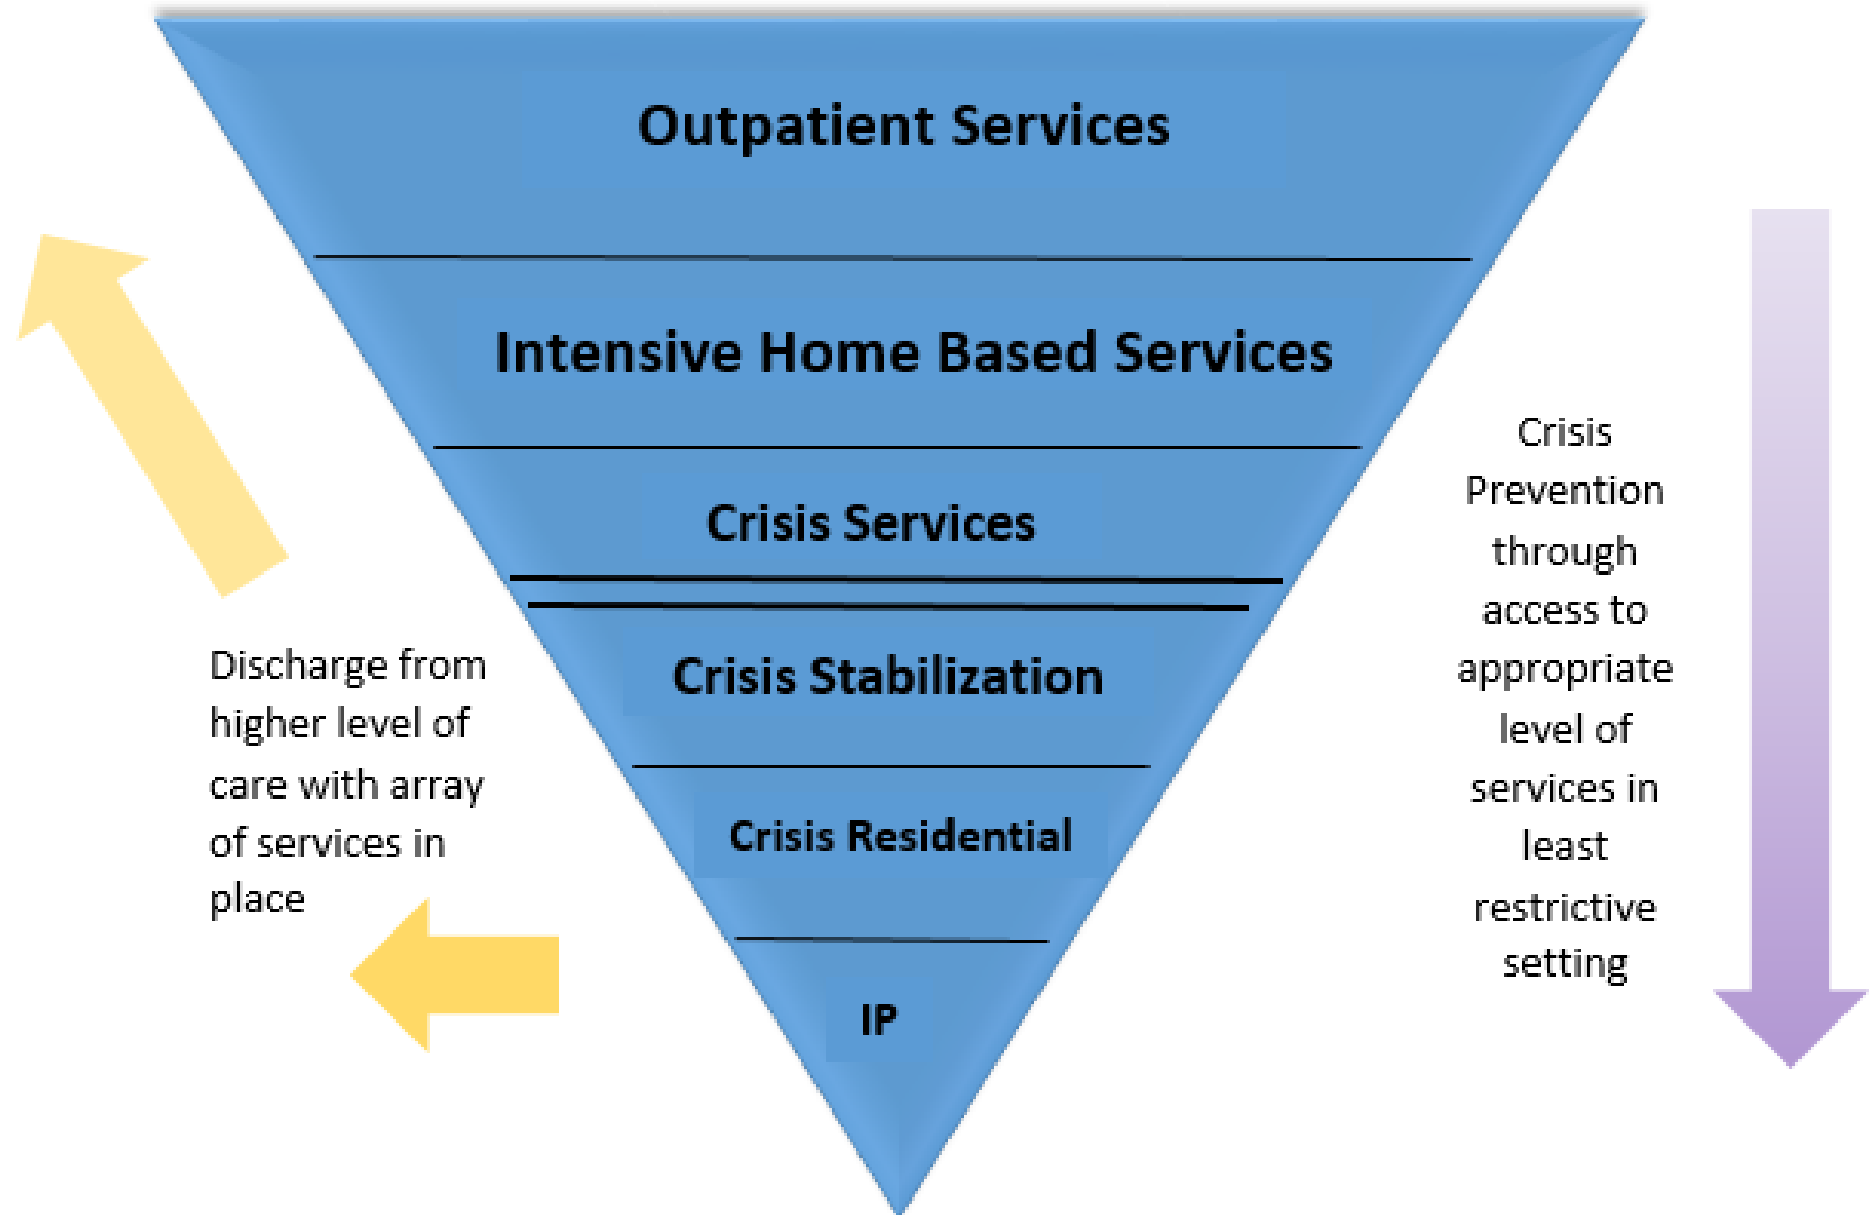 Outpatient Services
Intensive Home Based Services
Crisis Services
Crisis Stabilization
Crisis Residential
IP
Discharge from
higher level of
care with array
of services in
place
Crisis
Prevention
through
access to
appropriate
level of
services in
least
restrictive
setting